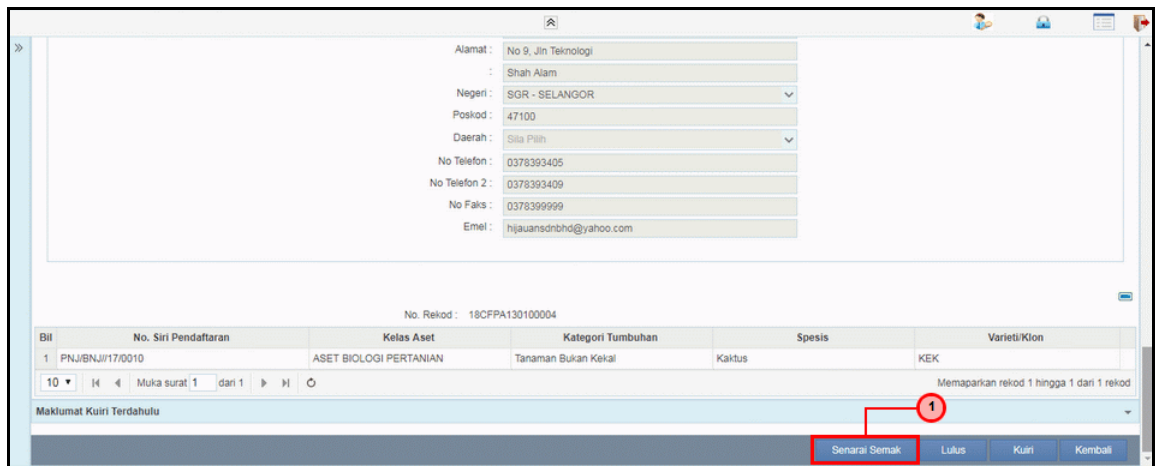 Alamat : No 9, Jln Teknologi
: Shah Alam
Negeri : SGR - SELANGOR
Poskod : 47100
Daerah : Sila Pilih
No Telefon : 0378393405
No Telefon 2 : 0378393409
No Faks : 0378399999
Emel : hijauansdnbhd@yahoo.com
No. Rekod : 18CFPA130100004
Bil No. Siri Pendaftaran Kelas Aset Kategori Tumbuhan Spesis Varieti/Klon
1 PNJ/BNJ//17/0010 ASET BIOLOGI PERTANIAN Tanaman Bukan Kekal Kaktus KEK
10 Muka surat 1 dari 1 Memaparkan rekod 1 hingga 1 dari 1 rekod
Maklumat Kuiri Terdahulu
1
Senarai Semak Lulus Kuiri Kembali